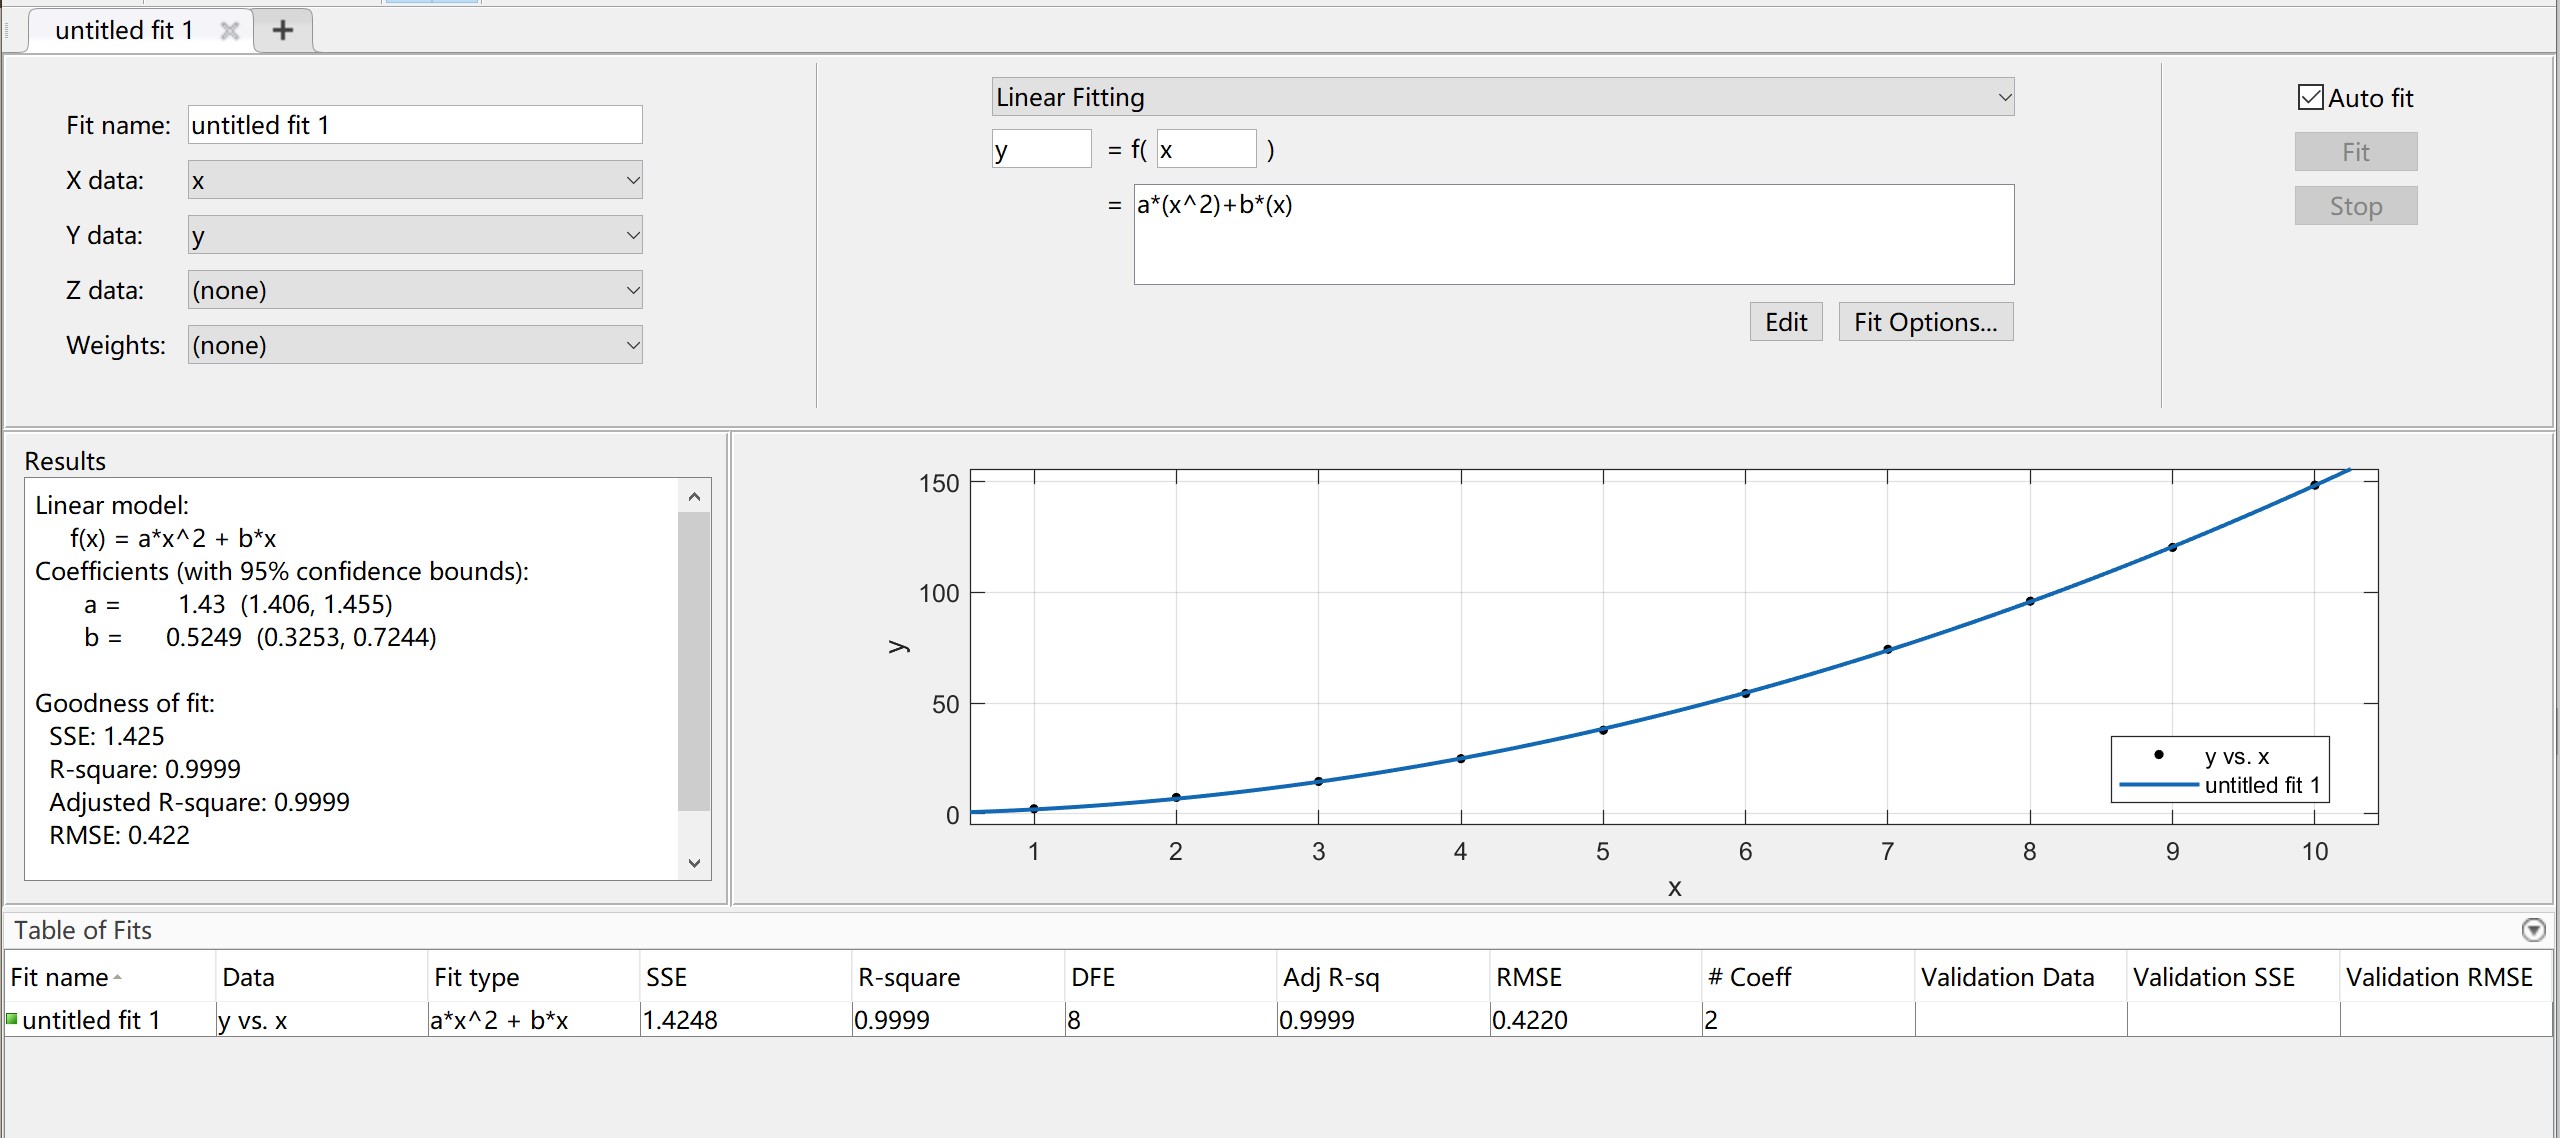 untitled fit 1
+
Fit name: untitled fit 1
X data: x
Y data: y
Z data: (none)
Weights: (none)
Linear Fitting
y = f( x )
= a*(x^2)+b*(x)
Edit Fit Options...
Auto fit
Fit
Stop
Results
Linear model:
f(x) = a*x^2 + b*x
Coefficients (with 95% confidence bounds):
a = 1.43 (1.406, 1.455)
b = 0.5249 (0.3253, 0.7244)
Goodness of fit:
SSE: 1.425
R-square: 0.9999
Adjusted R-square: 0.9999
RMSE: 0.422
150
100
50
0
y
1 2 3 4 5 6 7 8 9 10
x
y vs. x
untitled fit 1
Table of Fits
Fit name Data Fit type SSE R-square DFE Adj R-sq RMSE # Coeff Validation Data Validation SSE Validation RMSE
untitled fit 1 y vs. x a*x^2 + b*x 1.4248 0.9999 8 0.9999 0.4220 2